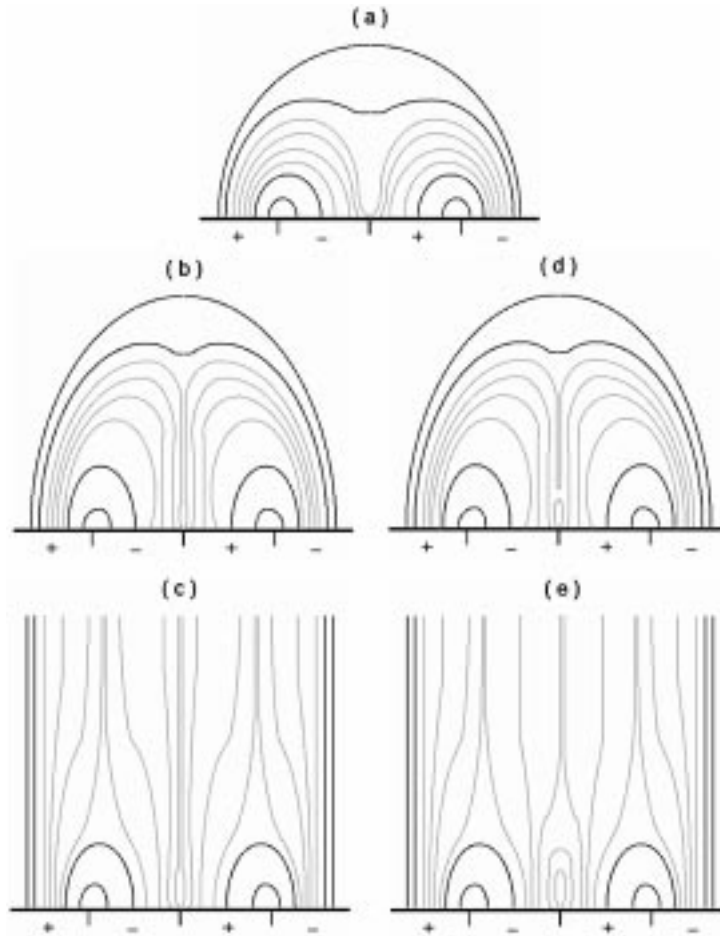 (a)
+ − + −
(b) (d)
+ − + − + − + −
(c) (e)
+ − + − + − + −